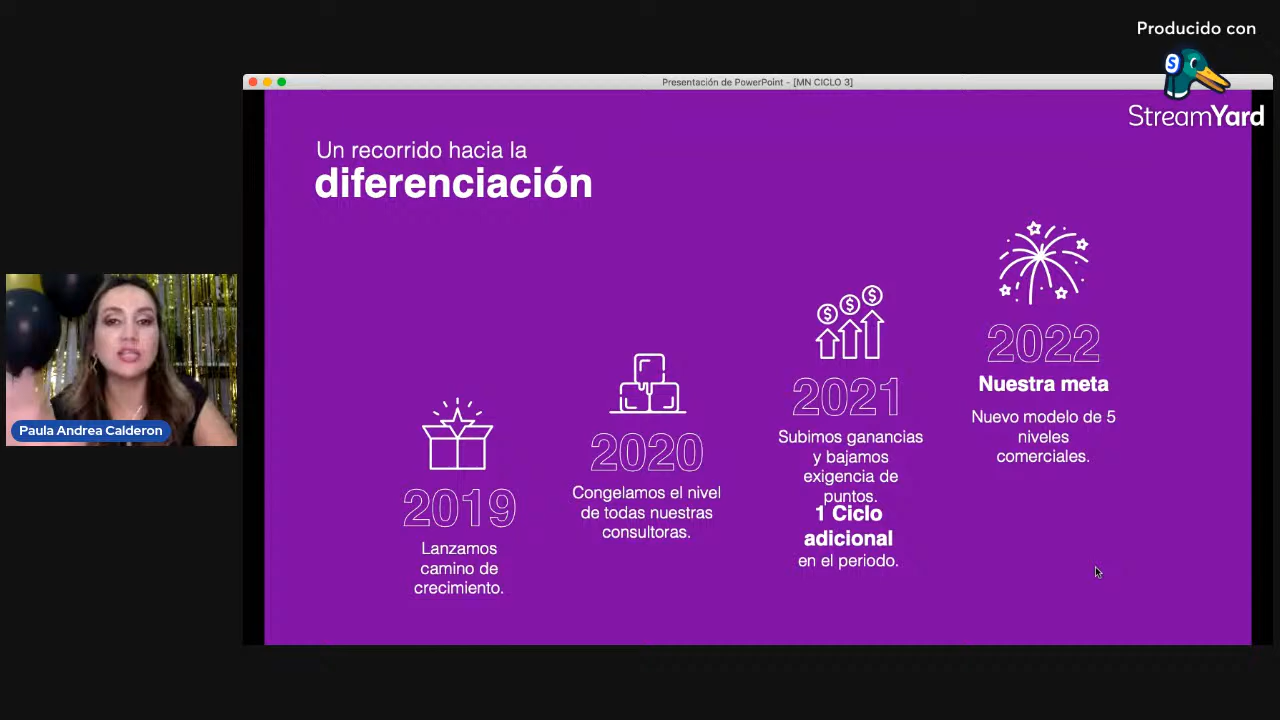 Producido con
StreamYard
Presentación de PowerPoint - [MN CICLO 3]
Un recorrido hacia la
diferenciación
2019
Lanzamos
camino de
crecimiento.
2020
Congelamos el nivel
de todas nuestras
consultoras.
2021
Subimos ganancias
y bajamos
exigencia de
puntos.
1 Ciclo
adicional
en el periodo.
2022
Nuestra meta
Nuevo modelo de 5
niveles
comerciales.
Paula Andrea Calderon